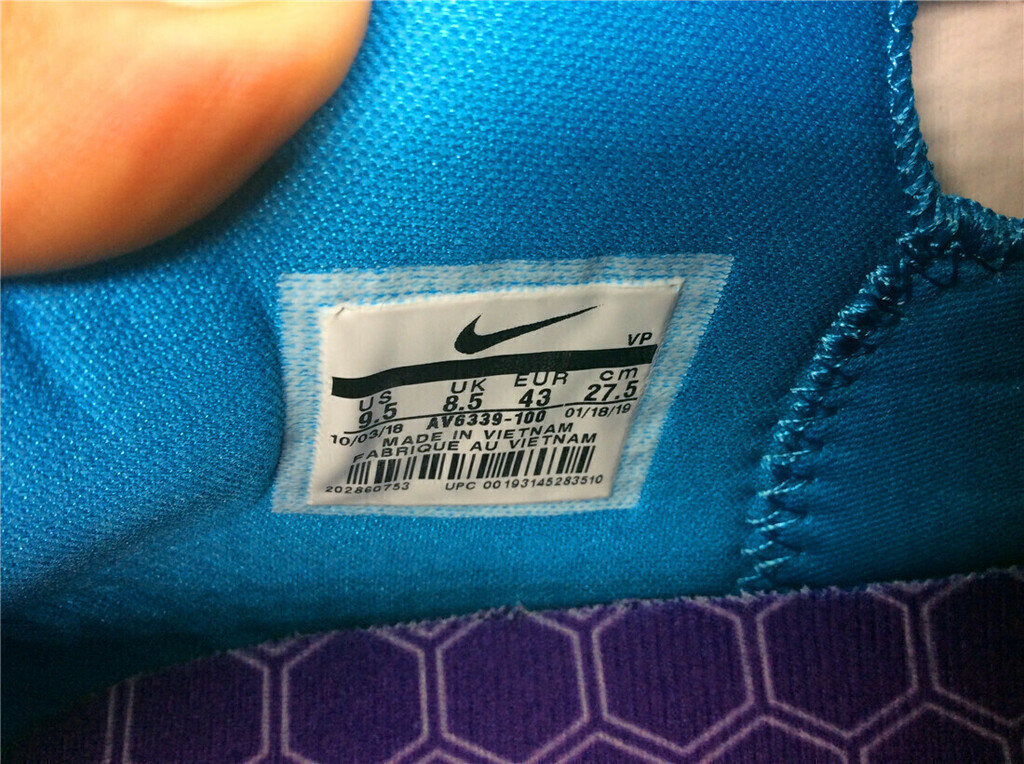 VP
US UK EUR cm
9.5 8.5 43 27.5
10/03/18 AV6339-100 01/18/19
MADE IN VIETNAM
FABRIQUE AU VIETNAM
202860753 UPC 00193145283510